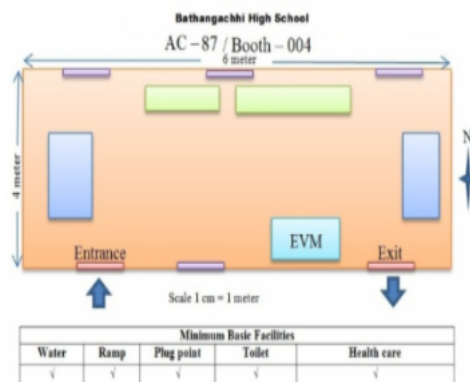 Bathangachhi High School
AC – 87 / Booth – 004
6 meter
4 meter
N
EVM
Entrance
Exit
Scale 1 cm = 1 meter
Minimum Basic Facilities
Water Ramp Plug point Toilet Health care
√ √ √ √ √